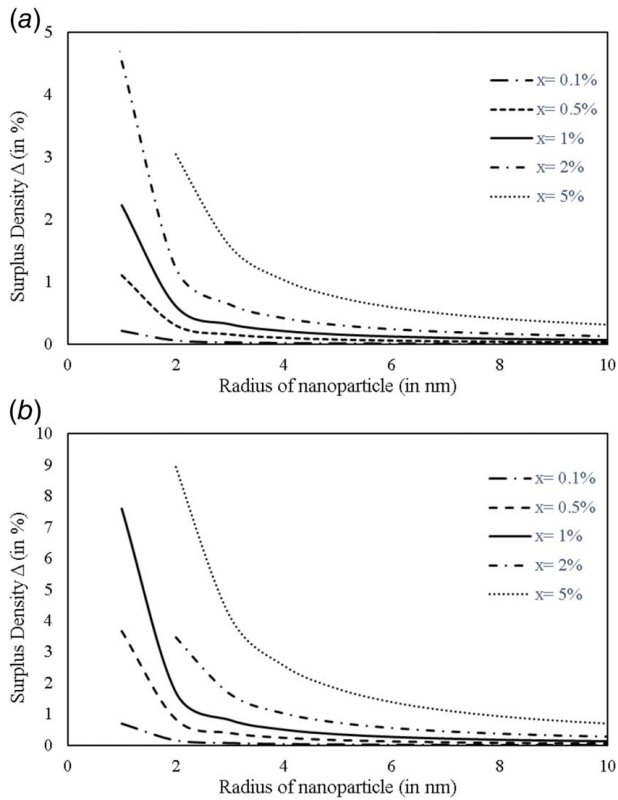 (a)
5
4
3
2
1
0
Surplus Density Δ (in %)
x= 0.1%
x= 0.5%
x= 1%
x= 2%
x= 5%
0 2 4 6 8 10
Radius of nanoparticle (in nm)
(b)
10
9
8
7
6
5
4
3
2
1
0
Surplus Density Δ (in %)
x= 0.1%
x= 0.5%
x= 1%
x= 2%
x= 5%
0 2 4 6 8 10
Radius of nanoparticle (in nm)